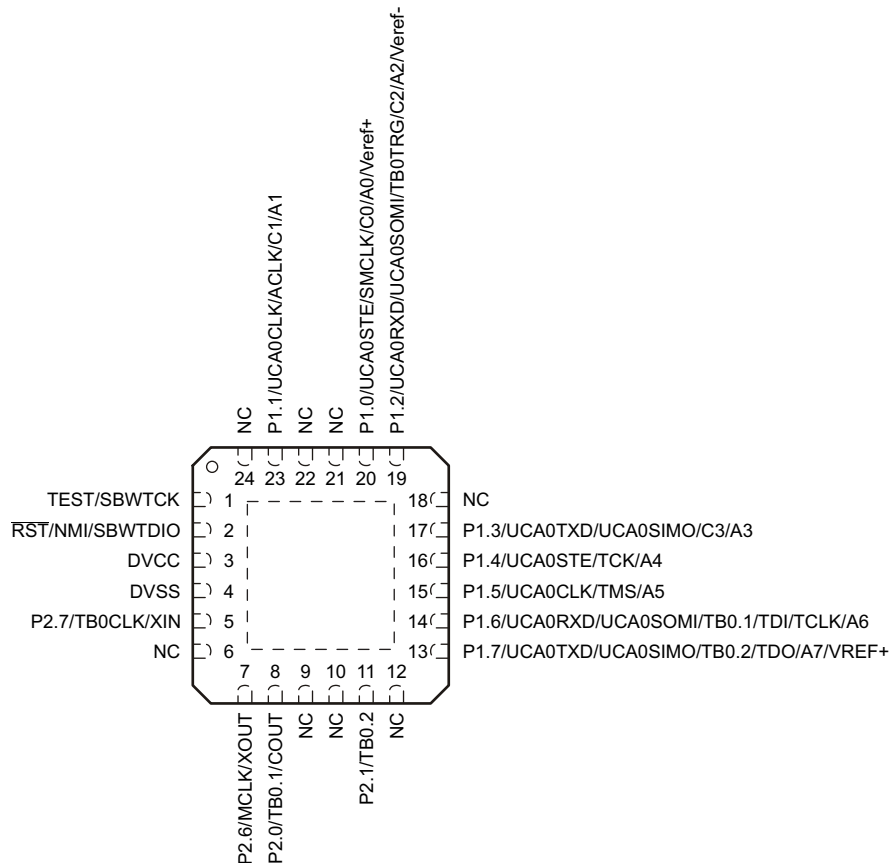 P1.1/UCA0CLK/ACLK/C1/A1
P1.0/UCA0STE/SMCLK/C0/A0/Veref+
P1.2/UCA0RXD/UCA0SOMI/TB0TRG/C2/A2/Veref-
NC
NC
NC
24
23
22
21
20
19
TEST/SBWTCK 1
RST/NMI/SBWTDIO 2
DVCC 3
DVSS 4
P2.7/TB0CLK/XIN 5
NC 6
18 NC
17 P1.3/UCA0TXD/UCA0SIMO/C3/A3
16 P1.4/UCA0STE/TCK/A4
15 P1.5/UCA0CLK/TMS/A5
14 P1.6/UCA0RXD/UCA0SOMI/TB0.1/TDI/TCLK/A6
13 P1.7/UCA0TXD/UCA0SIMO/TB0.2/TDO/A7/VREF+
7
8
9
10
11
12
P2.6/MCLK/XOUT
P2.0/TB0.1/COUT
NC
NC
P2.1/TB0.2
NC